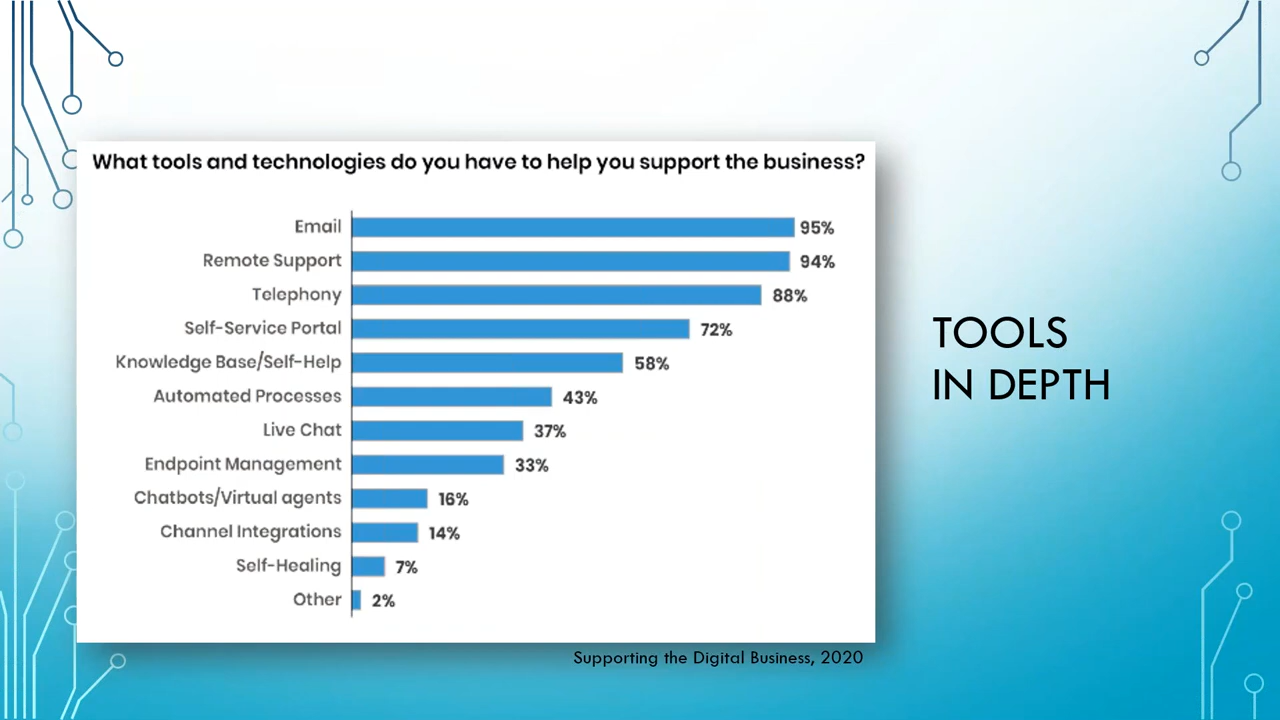 What tools and technologies do you have to help you support the business?
Email 95%
Remote Support 94%
Telephony 88%
Self-Service Portal 72%
Knowledge Base/Self-Help 58%
Automated Processes 43%
Live Chat 37%
Endpoint Management 33%
Chatbots/Virtual agents 16%
Channel Integrations 14%
Self-Healing 7%
Other 2%
Supporting the Digital Business, 2020
TOOLS
IN DEPTH